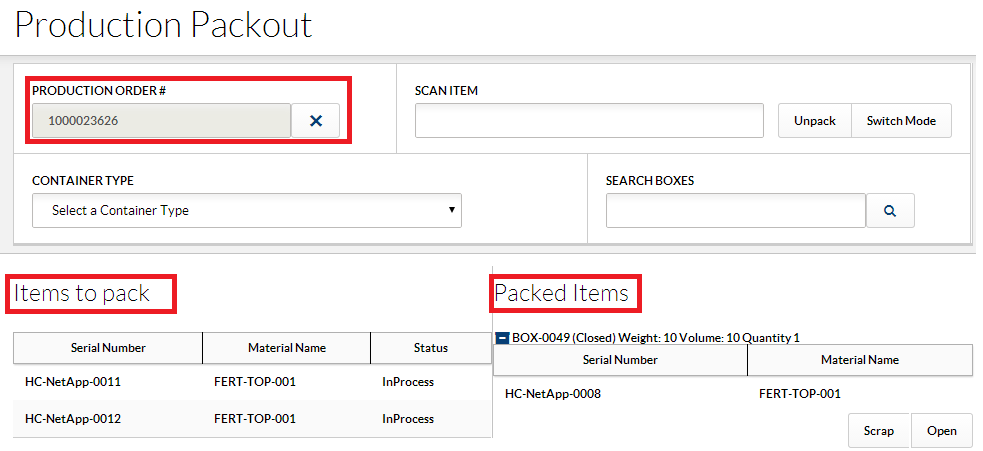 Production Packout
PRODUCTION ORDER #
1000023626
SCAN ITEM
Unpack
Switch Mode
CONTAINER TYPE
Select a Container Type
SEARCH BOXES
Items to pack
Serial Number Material Name Status
HC-NetApp-0011 FERT-TOP-001 InProcess
HC-NetApp-0012 FERT-TOP-001 InProcess
Packed Items
BOX-0049 (Closed) Weight: 10 Volume: 10 Quantity 1
Serial Number Material Name
HC-NetApp-0008 FERT-TOP-001
Scrap Open